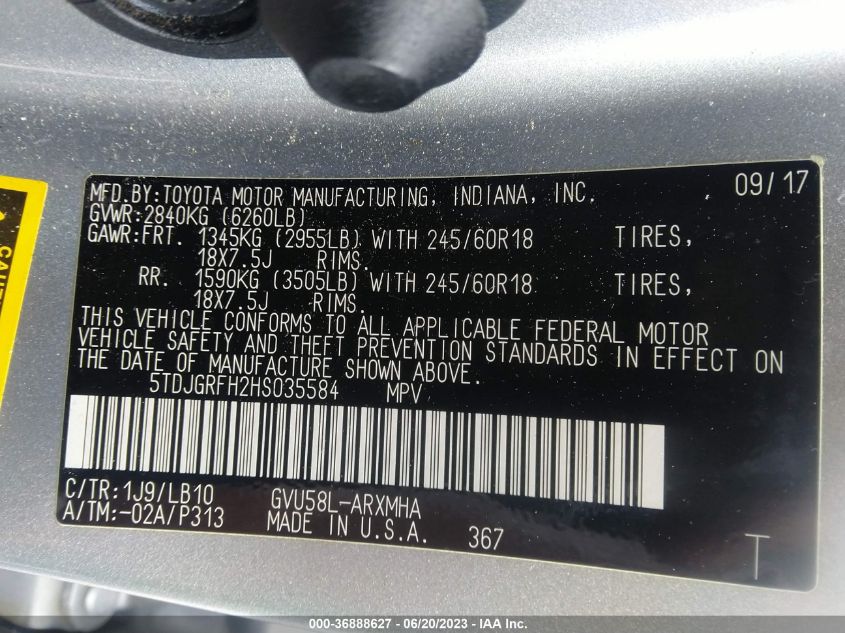 MFD.BY:TOYOTA MOTOR MANUFACTURING, INDIANA, INC. 09/17
GVWR:2840KG (6260LB)
GAWR:FRT. 1345KG (2955LB) WITH 245/60R18 TIRES,
18X7.5J RIMS.
RR. 1590KG (3505LB) WITH 245/60R18 TIRES,
18X7.5J RIMS.
THIS VEHICLE CONFORMS TO ALL APPLICABLE FEDERAL MOTOR
VEHICLE SAFETY AND THEFT PREVENTION STANDARDS IN EFFECT ON
THE DATE OF MANUFACTURE SHOWN ABOVE.
5TDJGRFH2HS035584 MPV
C/TR:1J9/LB10 GVU58L-ARXMHA
A/TM:-02A/P313 MADE IN U.S.A. 367
T
000-36888627 - 06/20/2023 - IAA Inc.